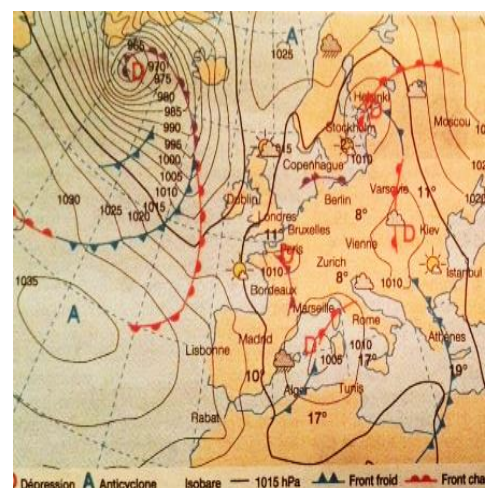 A
965
1025
D
970
975
980
985
990
995
1000
1005
1010
1015
1020
1025
1030
Helsinki
D
Moscou
Stockholm
1010
Copenhague
Dublin
Berlin
Varsovie
11°
8°
Londres
11°
Bruxelles
Kiev
D
Paris
Vienne
Zurich
8°
1010
1010
Istanbul
Bordeaux
1035
A
Marseille
Rome
Madrid
D
1005
1010
17°
Athènes
Lisbonne
10°
Alger
Tunis
19°
Rabat
17°
D Dépression A Anticyclone Isobare 1015 hPa Front froid Front cha